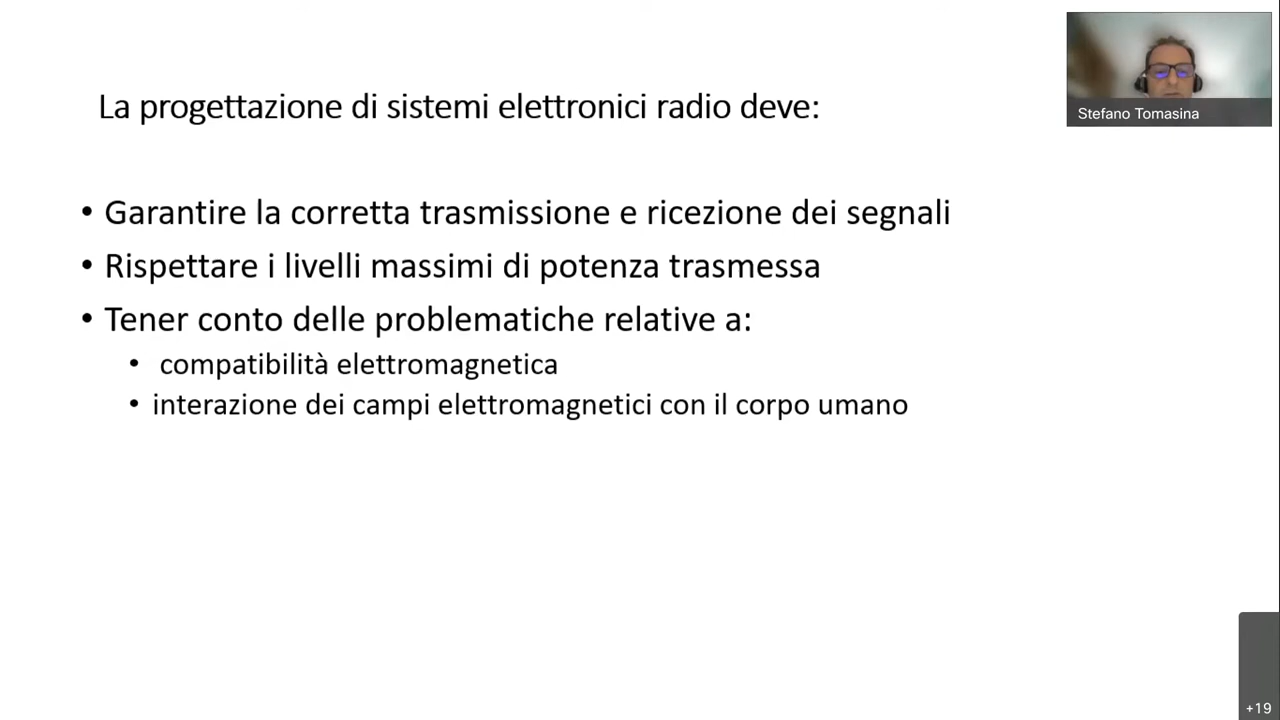 La progettazione di sistemi elettronici radio deve:
• Garantire la corretta trasmissione e ricezione dei segnali
• Rispettare i livelli massimi di potenza trasmessa
• Tener conto delle problematiche relative a:
• compatibilità elettromagnetica
• interazione dei campi elettromagnetici con il corpo umano
Stefano Tomasina
+19